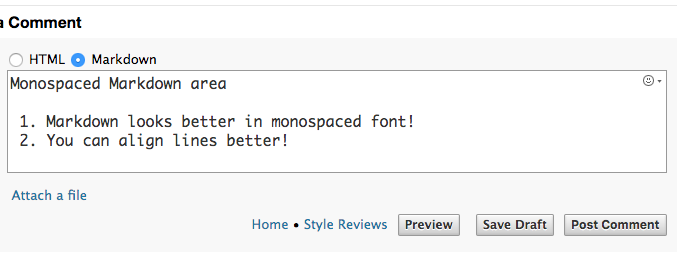 a Comment
HTML Markdown
Monospaced Markdown area
1. Markdown looks better in monospaced font!
2. You can align lines better!
Attach a file
Home • Style Reviews Preview Save Draft Post Comment